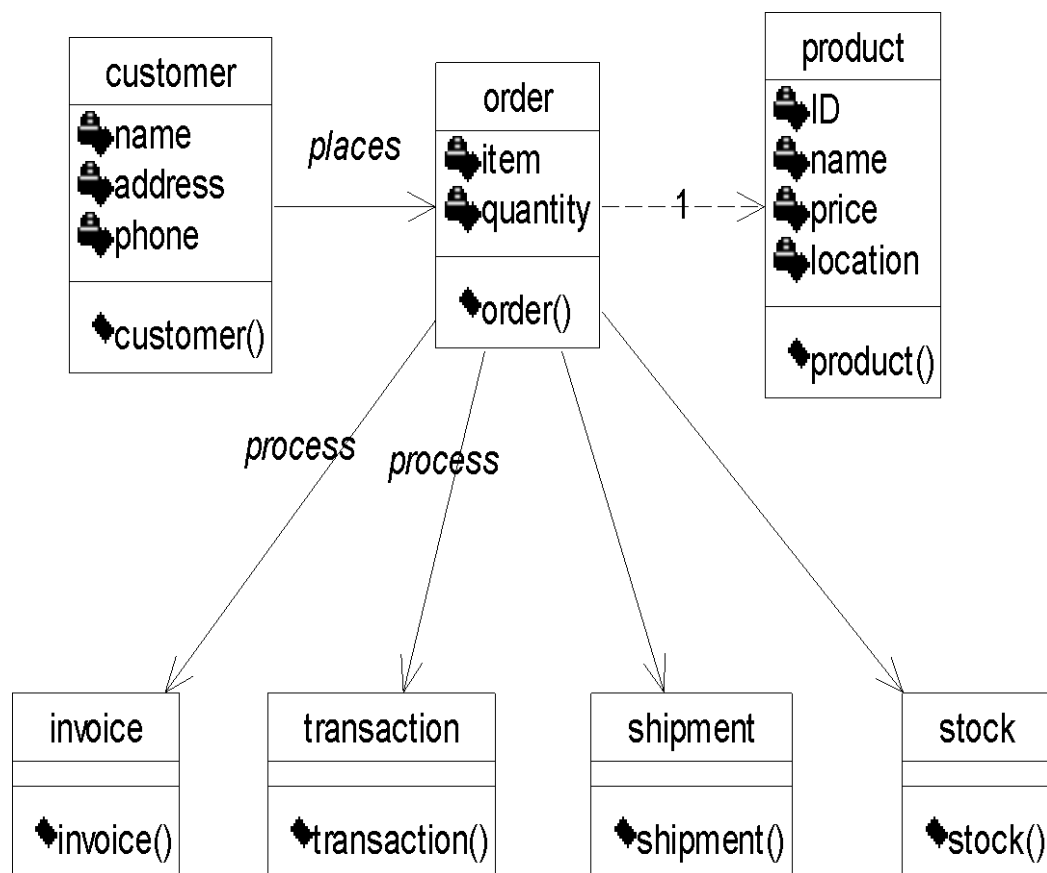 customer
name
address
phone
customer()
places
order
item
quantity
order()
1
product
ID
name
price
location
product()
process
process
invoice
invoice()
transaction
transaction()
shipment
shipment()
stock
stock()